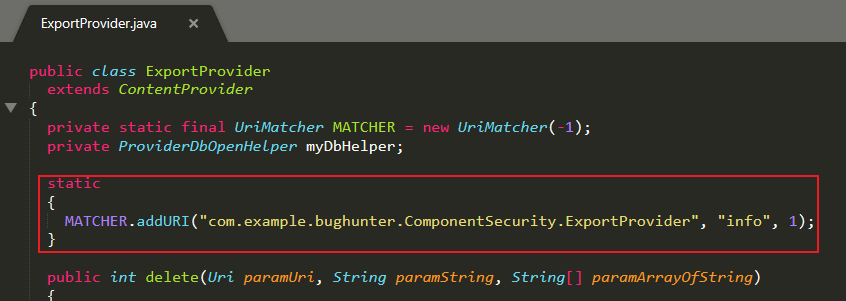 ExportProvider.java ×
public class ExportProvider
extends ContentProvider
{
private static final UriMatcher MATCHER = new UriMatcher(-1);
private ProviderDbOpenHelper myDbHelper;
static
{
MATCHER.addURI("com.example.bughunter.ComponentSecurity.ExportProvider", "info", 1);
}
public int delete(Uri paramUri, String paramString, String[] paramArrayOfString)
{